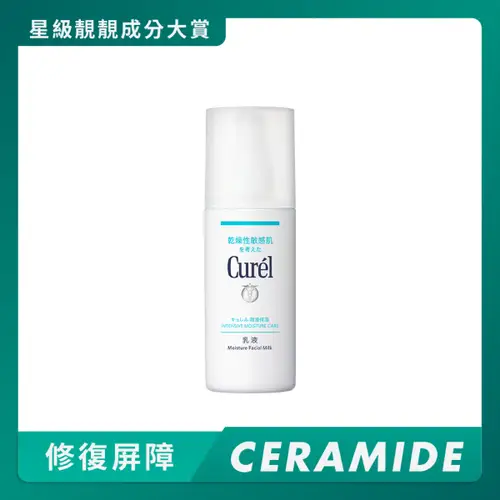 星級靚靚成分大賞
乾燥性敏感肌
を考えた
Curél
キュレル 潤浸保湿
INTENSIVE MOISTURE CARE
乳液
Moisture Facial Milk
修復屏障
CERAMIDE